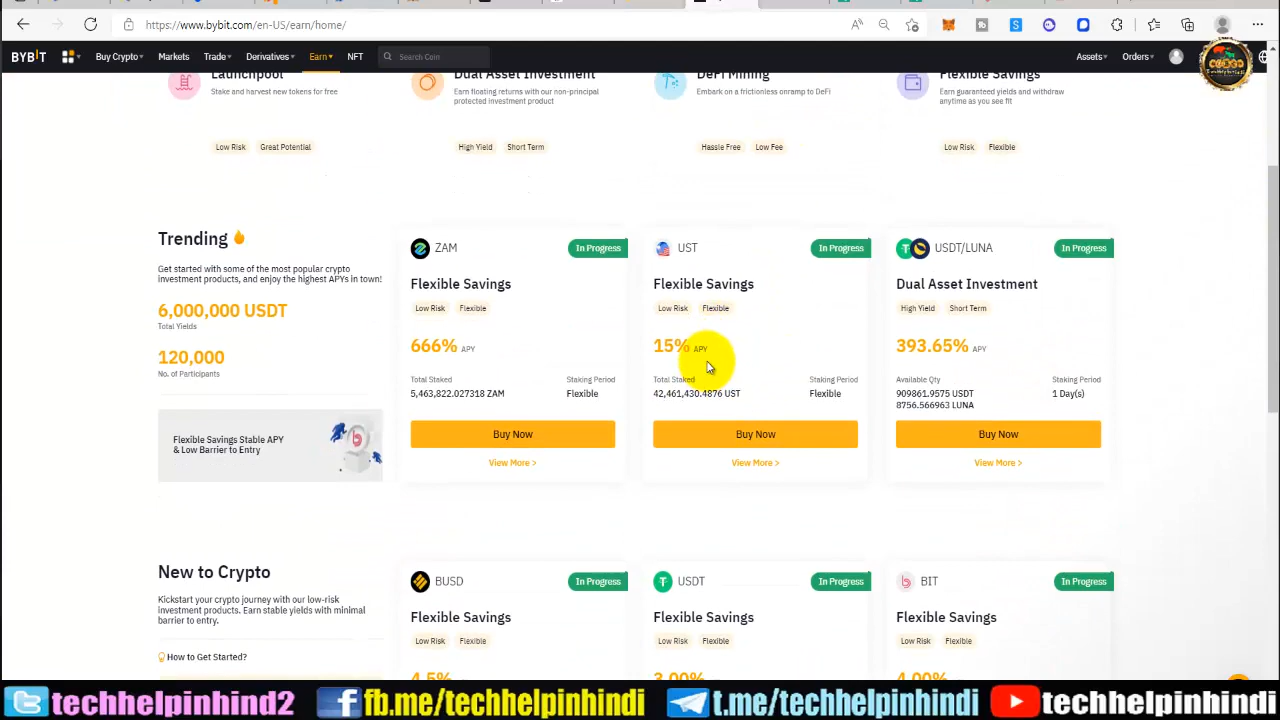 https://www.bybit.com/en-US/earn/home/
BYBIT
Buy Crypto
Markets
Trade
Derivatives
Earn
NFT
Search Coin
Assets
Orders
Launchpool
Stake and harvest new tokens for free
Low Risk
Great Potential
Dual Asset Investment
Earn floating returns with our non-principal
protected investment product
High Yield
Short Term
DeFi Mining
Embark on a frictionless onramp to DeFi
Hassle Free
Low Fee
Flexible Savings
Earn guaranteed yields and withdraw
anytime as you see fit
Low Risk
Flexible
Trending
Get started with some of the most popular crypto
investment products, and enjoy the highest APYs in town!
6,000,000 USDT
Total Yields
120,000
No. of Participants
Flexible Savings Stable APY
& Low Barrier to Entry
ZAM
In Progress
Flexible Savings
Low Risk
Flexible
666% APY
Total Staked
Staking Period
5,463,822.027318 ZAM
Flexible
Buy Now
View More >
UST
In Progress
Flexible Savings
Low Risk
Flexible
15% APY
Total Staked
Staking Period
42,461,430.4876 UST
Flexible
Buy Now
View More >
USDT/LUNA
In Progress
Dual Asset Investment
High Yield
Short Term
393.65% APY
Available Qty
Staking Period
909861.9575 USDT
1 Day(s)
8756.566963 LUNA
Buy Now
View More >
New to Crypto
Kickstart your crypto journey with our low-risk
investment products. Earn stable yields with minimal
barrier to entry.
How to Get Started?
BUSD
In Progress
Flexible Savings
Low Risk
Flexible
4.5%
USDT
In Progress
Flexible Savings
Low Risk
Flexible
3.00%
BIT
In Progress
Flexible Savings
Low Risk
Flexible
4.00%
techhelpinhind2
fb.me/techhelpinhindi
t.me/techhelpinhindi
techhelpinhindi